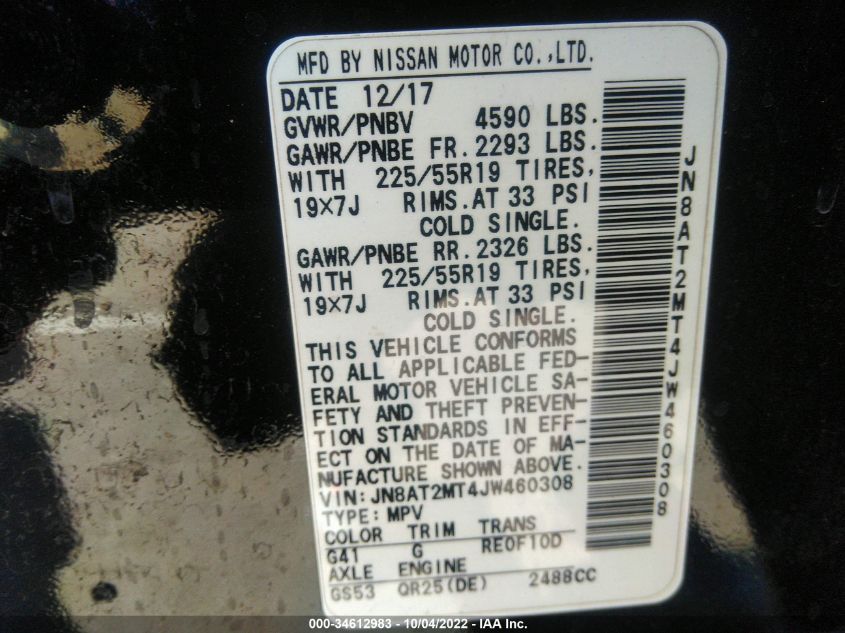 MFD BY NISSAN MOTOR CO.,LTD.
DATE 12/17
GVWR/PNBV 4590 LBS.
GAWR/PNBE FR.2293 LBS.
WITH 225/55R19 TIRES,
19X7J RIMS.AT 33 PSI
COLD SINGLE.
GAWR/PNBE RR.2326 LBS.
WITH 225/55R19 TIRES,
19X7J RIMS.AT 33 PSI
COLD SINGLE.
THIS VEHICLE CONFORMS
TO ALL APPLICABLE FED-
ERAL MOTOR VEHICLE SA-
FETY AND THEFT PREVEN-
TION STANDARDS IN EFF-
ECT ON THE DATE OF MA-
NUFACTURE SHOWN ABOVE.
VIN:JN8AT2MT4JW460308
TYPE:MPV
COLOR TRIM TRANS
G41 G RE0F10D
AXLE ENGINE
GS53 QR25(DE) 2488CC
JN8AT2MT4JW460308
000-34612983 - 10/04/2022 - IAA Inc.